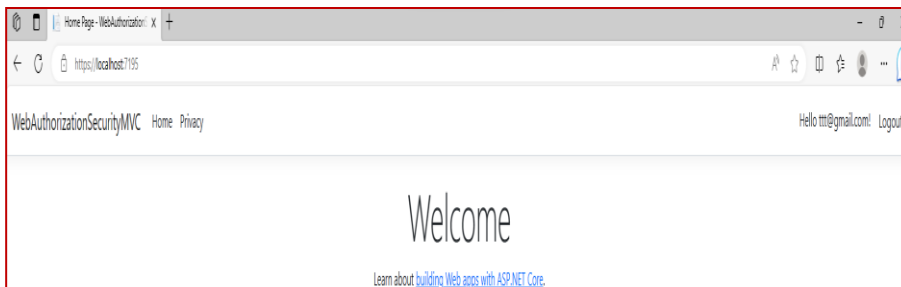 Home Page - WebAuthorization
https://localhost:7195
WebAuthorizationSecurityMVC Home Privacy Hello ttt@gmail.com! Logout
Welcome
Learn about building Web apps with ASP.NET Core.